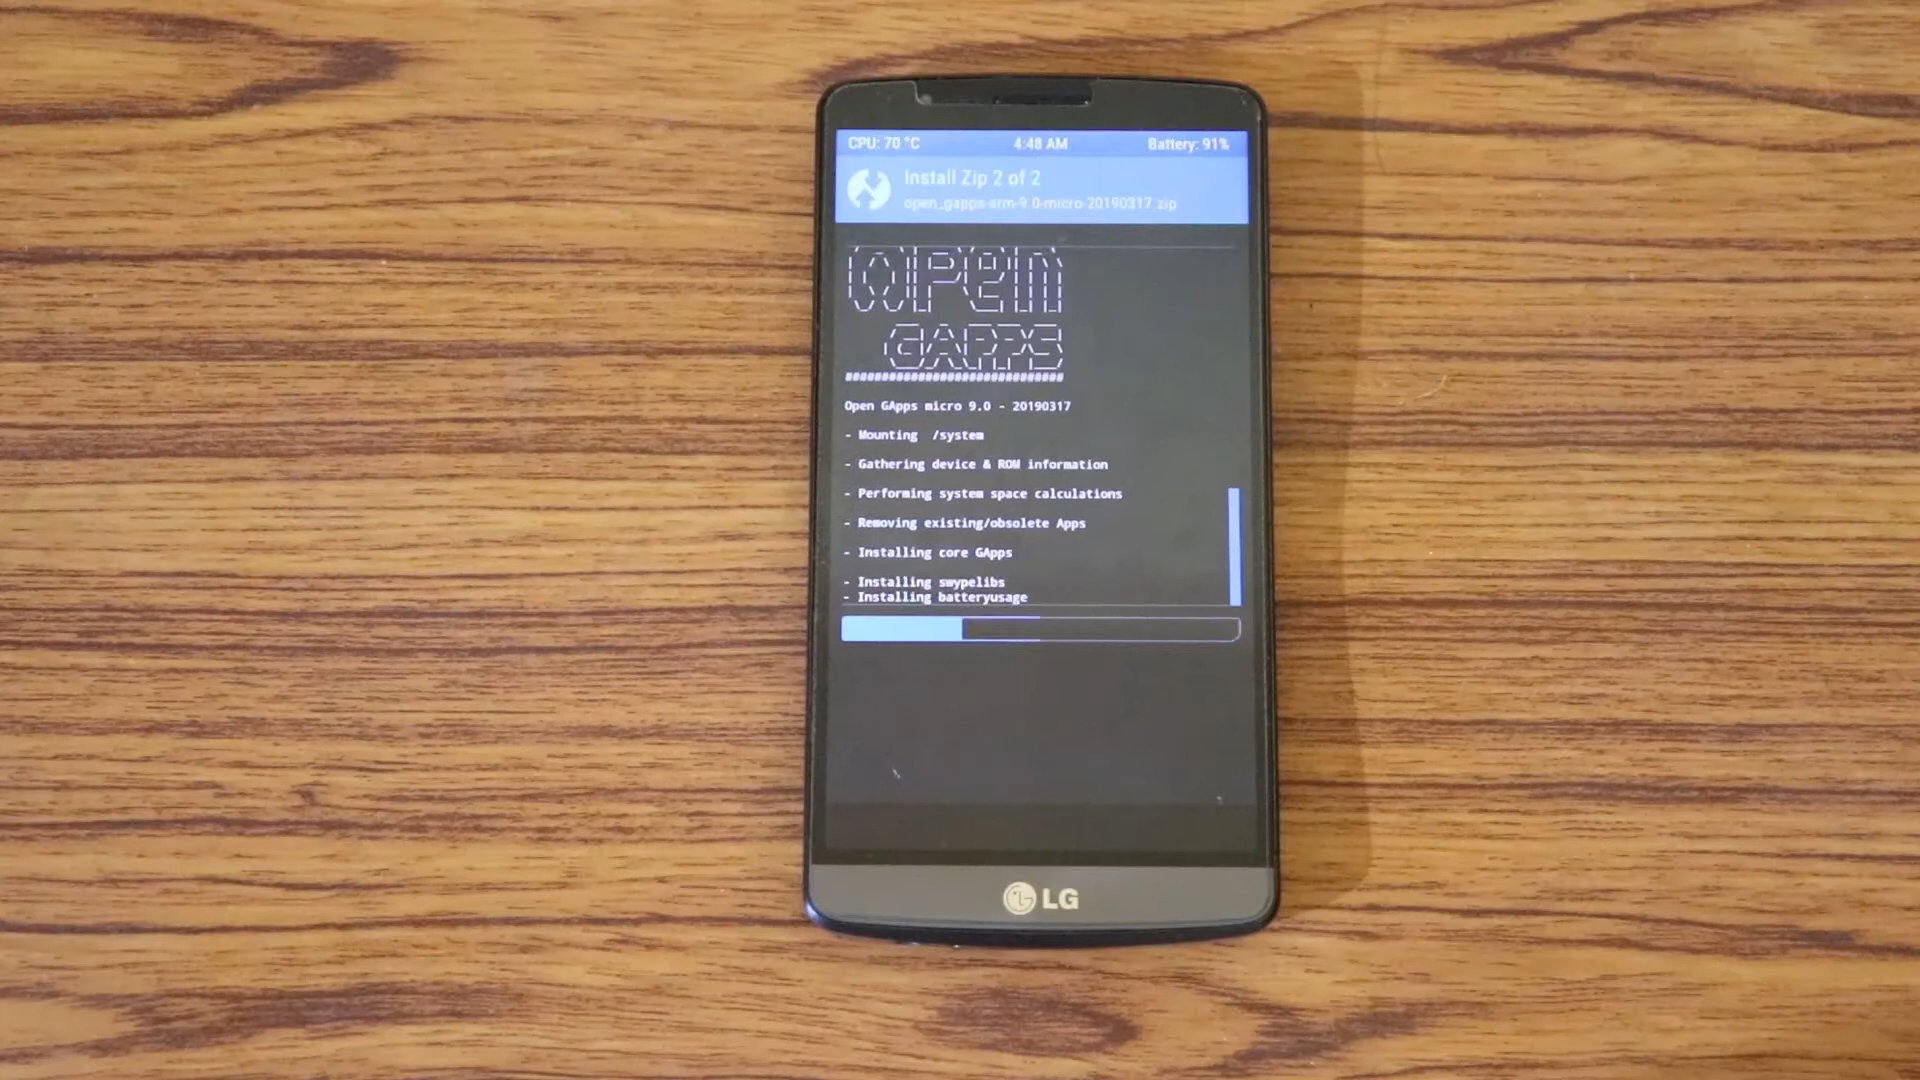 CPU: 70 °C 4:48 AM Battery: 91%
Install Zip 2 of 2
open_gapps-arm-9.0-micro-20190317.zip
OPen
GAPPS
##############################
Open GApps micro 9.0 - 20190317
- Mounting /system
- Gathering device & ROM information
- Performing system space calculations
- Removing existing/obsolete Apps
- Installing core GApps
- Installing swypelibs
- Installing batteryusage
LG